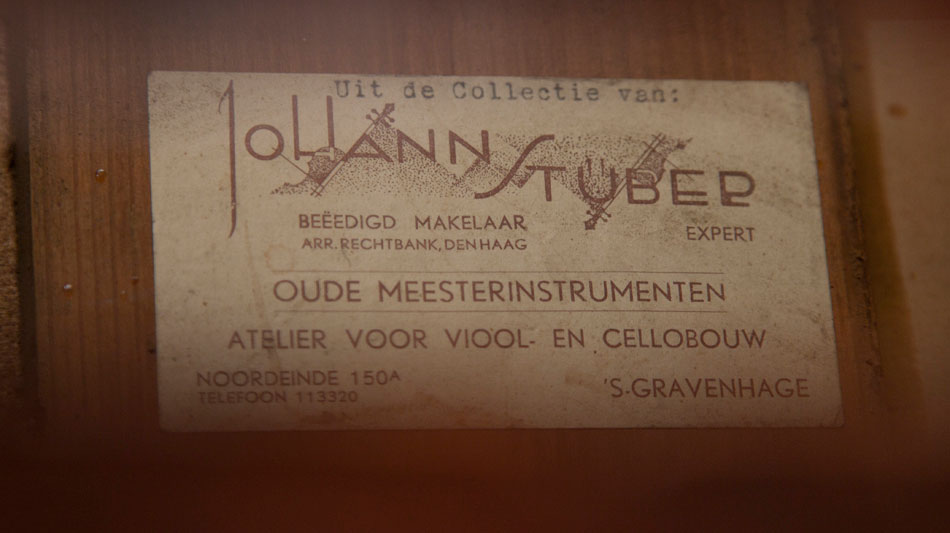 Uit de Collectie van:
JOHANN STÜBER
BEËEDIGD MAKELAAR
ARR. RECHTBANK, DEN HAAG
EXPERT
OUDE MEESTERINSTRUMENTEN
ATELIER VOOR VIOOL- EN CELLOBOUW
NOORDEINDE 150A
TELEFOON 113320
'S-GRAVENHAGE